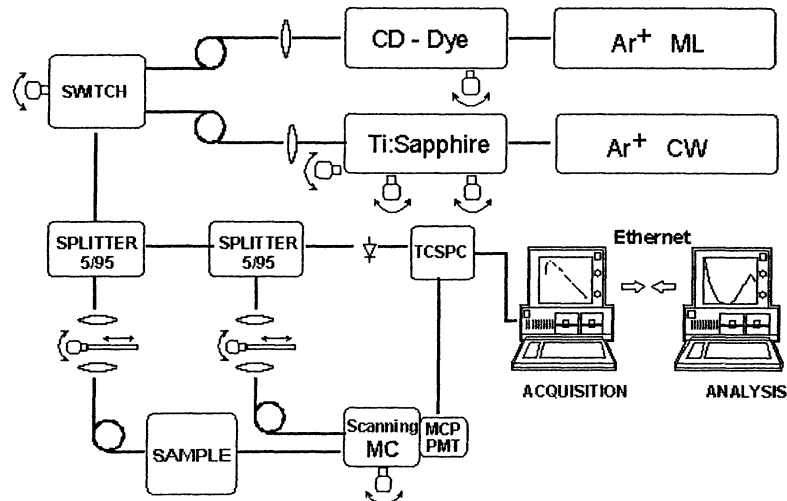 CD - Dye
Ar+ ML
SWITCH
Ti:Sapphire
Ar+ CW
SPLITTER
5/95
SPLITTER
5/95
TCSPC
Ethernet
ACQUISITION
ANALYSIS
SAMPLE
Scanning
MC
MCP
PMT